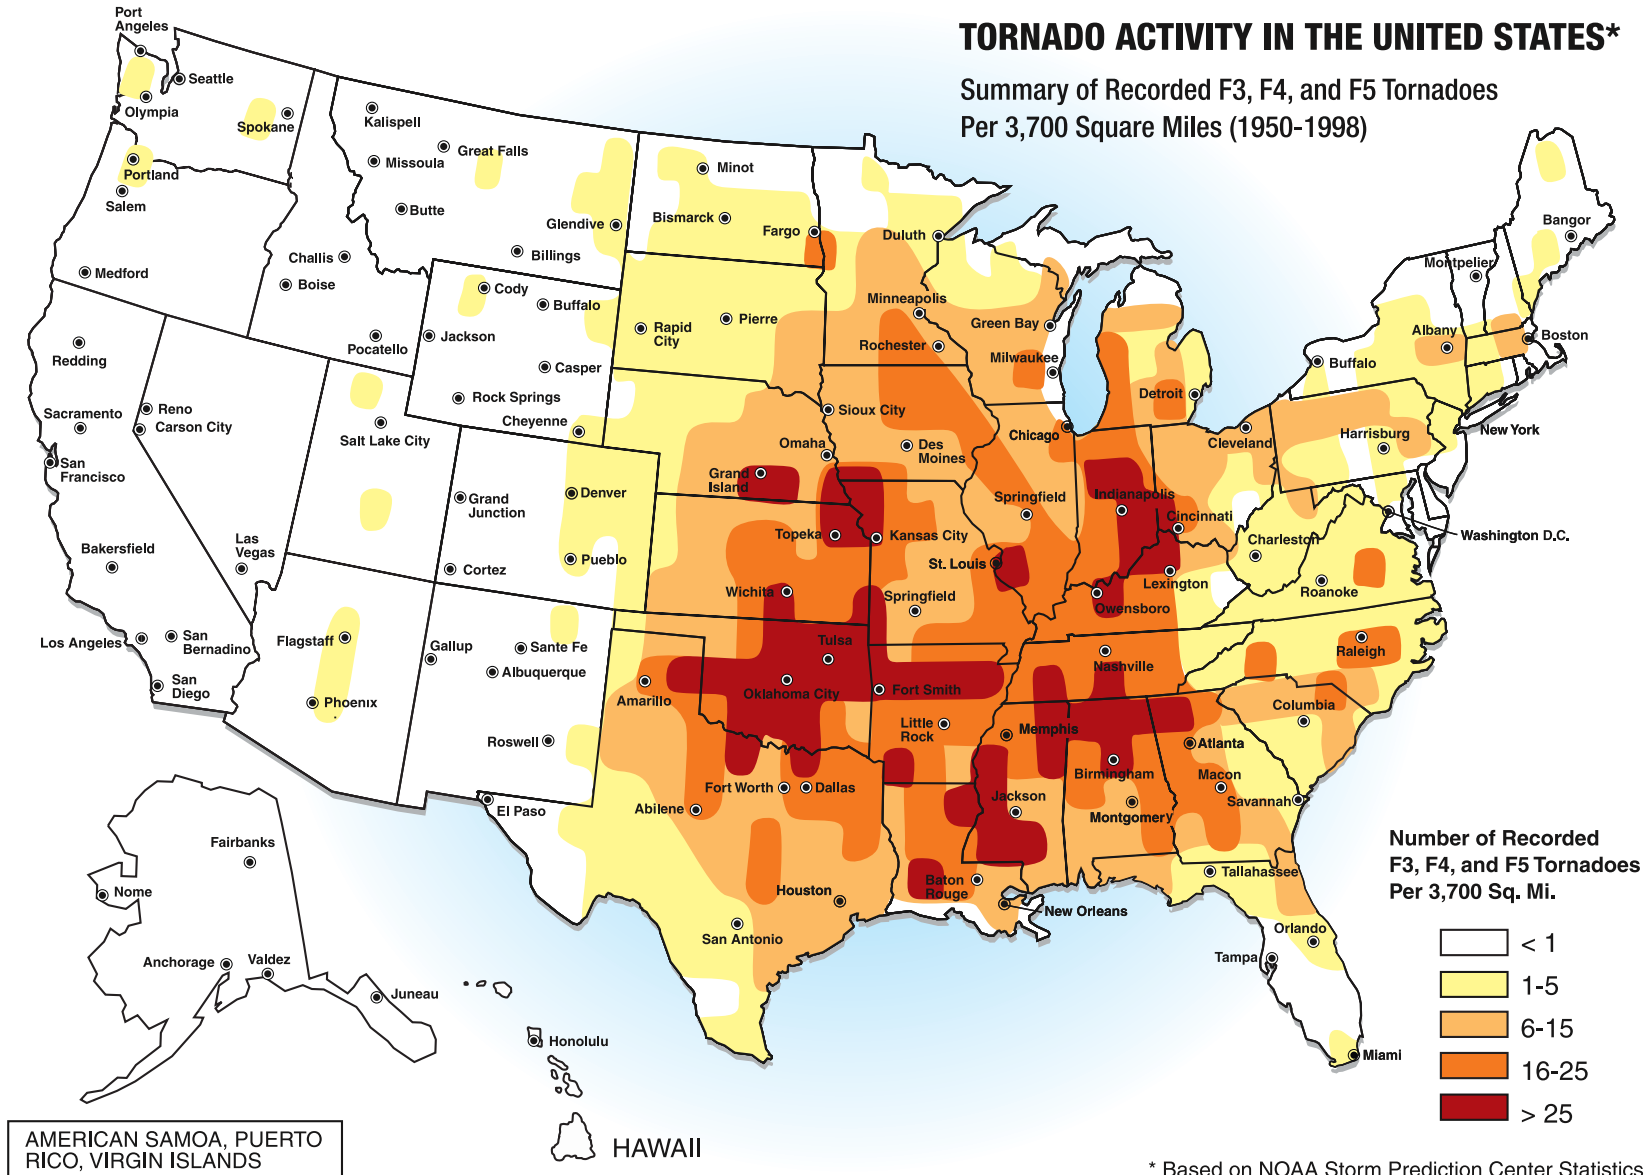 TORNADO ACTIVITY IN THE UNITED STATES*
Summary of Recorded F3, F4, and F5 Tornadoes
Per 3,700 Square Miles (1950-1998)
Port
Angeles
Seattle
Olympia
Spokane
Portland
Salem
Medford
Kalispell
Missoula
Great Falls
Butte
Glendive
Billings
Challis
Boise
Pocatello
Cody
Buffalo
Jackson
Casper
Rock Springs
Cheyenne
Minot
Bismarck
Fargo
Rapid
City
Pierre
Duluth
Minneapolis
Rochester
Green Bay
Milwaukee
Detroit
Chicago
Cleveland
Bangor
Montpelier
Albany
Boston
Buffalo
Harrisburg
New York
Washington D.C.
Redding
Sacramento
San
Francisco
Reno
Carson City
Salt Lake City
Las
Vegas
Bakersfield
Los Angeles
San
Bernadino
San
Diego
Flagstaff
Phoenix
Grand
Junction
Denver
Pueblo
Cortez
Gallup
Sante Fe
Albuquerque
Roswell
El Paso
Sioux City
Omaha
Des
Moines
Grand
Island
Topeka
Kansas City
Wichita
Springfield
St. Louis
Springfield
Indianapolis
Cincinnati
Lexington
Owensboro
Charleston
Roanoke
Raleigh
Nashville
Tulsa
Oklahoma City
Fort Smith
Amarillo
Little
Rock
Memphis
Columbia
Atlanta
Birmingham
Macon
Savannah
Montgomery
Jackson
Fort Worth
Dallas
Abilene
Houston
San Antonio
Baton
Rouge
New Orleans
Tallahassee
Orlando
Tampa
Miami
Fairbanks
Nome
Anchorage
Valdez
Juneau
Honolulu
HAWAII
AMERICAN SAMOA, PUERTO
RICO, VIRGIN ISLANDS
Number of Recorded
F3, F4, and F5 Tornadoes
Per 3,700 Sq. Mi.
< 1
1-5
6-15
16-25
> 25
* Based on NOAA Storm Prediction Center Statistics